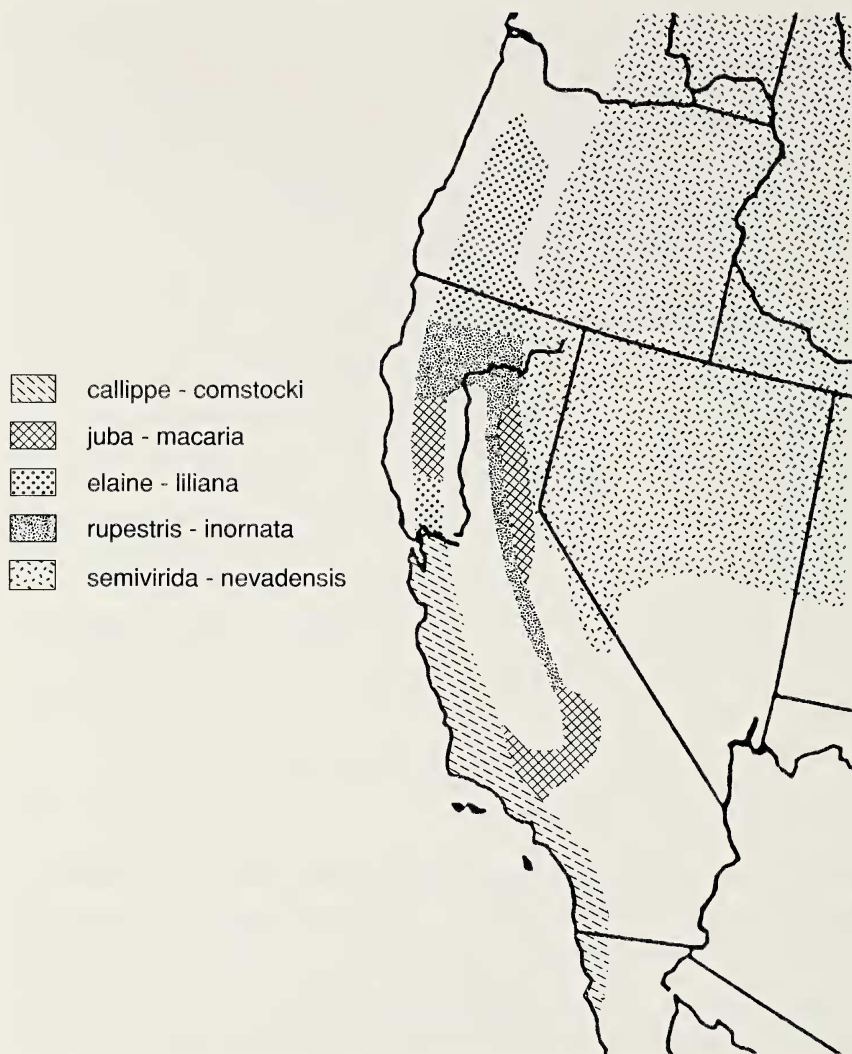 callippe - comstocki
juba - macaria
elaine - liliana
rupestris - inornata
semivirida - nevadensis